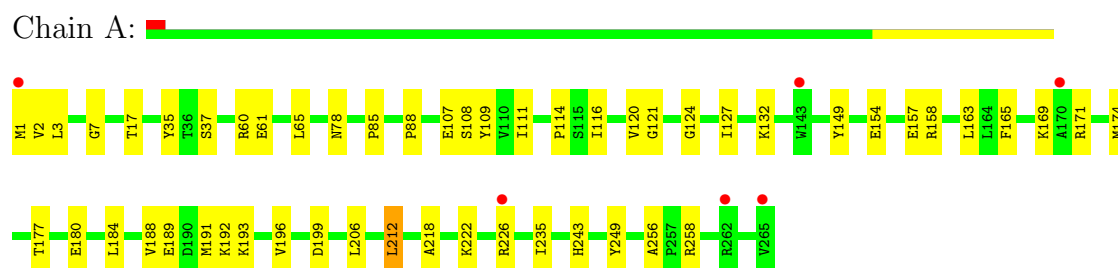 Chain A:
M1 V2 L3 G7 T17 Y35 T36 S37 R60 E61 L65 N78 P85 P88 E107 S108 Y109 V110 I111 P114 S115 I116 V120 G121 G124 I127 K132 W143 Y149 E154 E157 R158 L163 L164 F165 K169 A170 R171 M174
T177 E180 L184 V188 E189 D190 M191 K192 K193 V196 D199 L206 L212 A218 K222 R226 I235 H243 Y249 A256 P257 R258 R262 V265